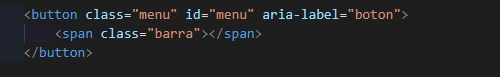 <button class="menu" id="menu" aria-label="boton">
    <span class="barra"></span>
</button>